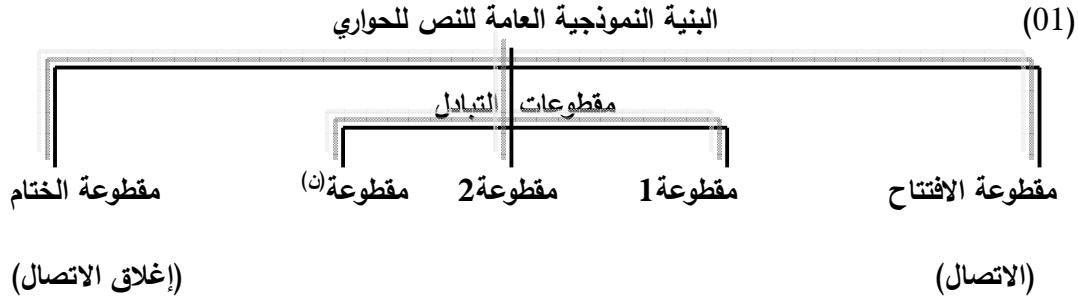 (01) البنية النموذجية العامة للنص للحواري
مقطوعات التبادل
مقطوعة الافتتاح مقطوعة1 مقطوعة2 مقطوعة(ن) مقطوعة الختام
(الاتصال) (إغلاق الاتصال)